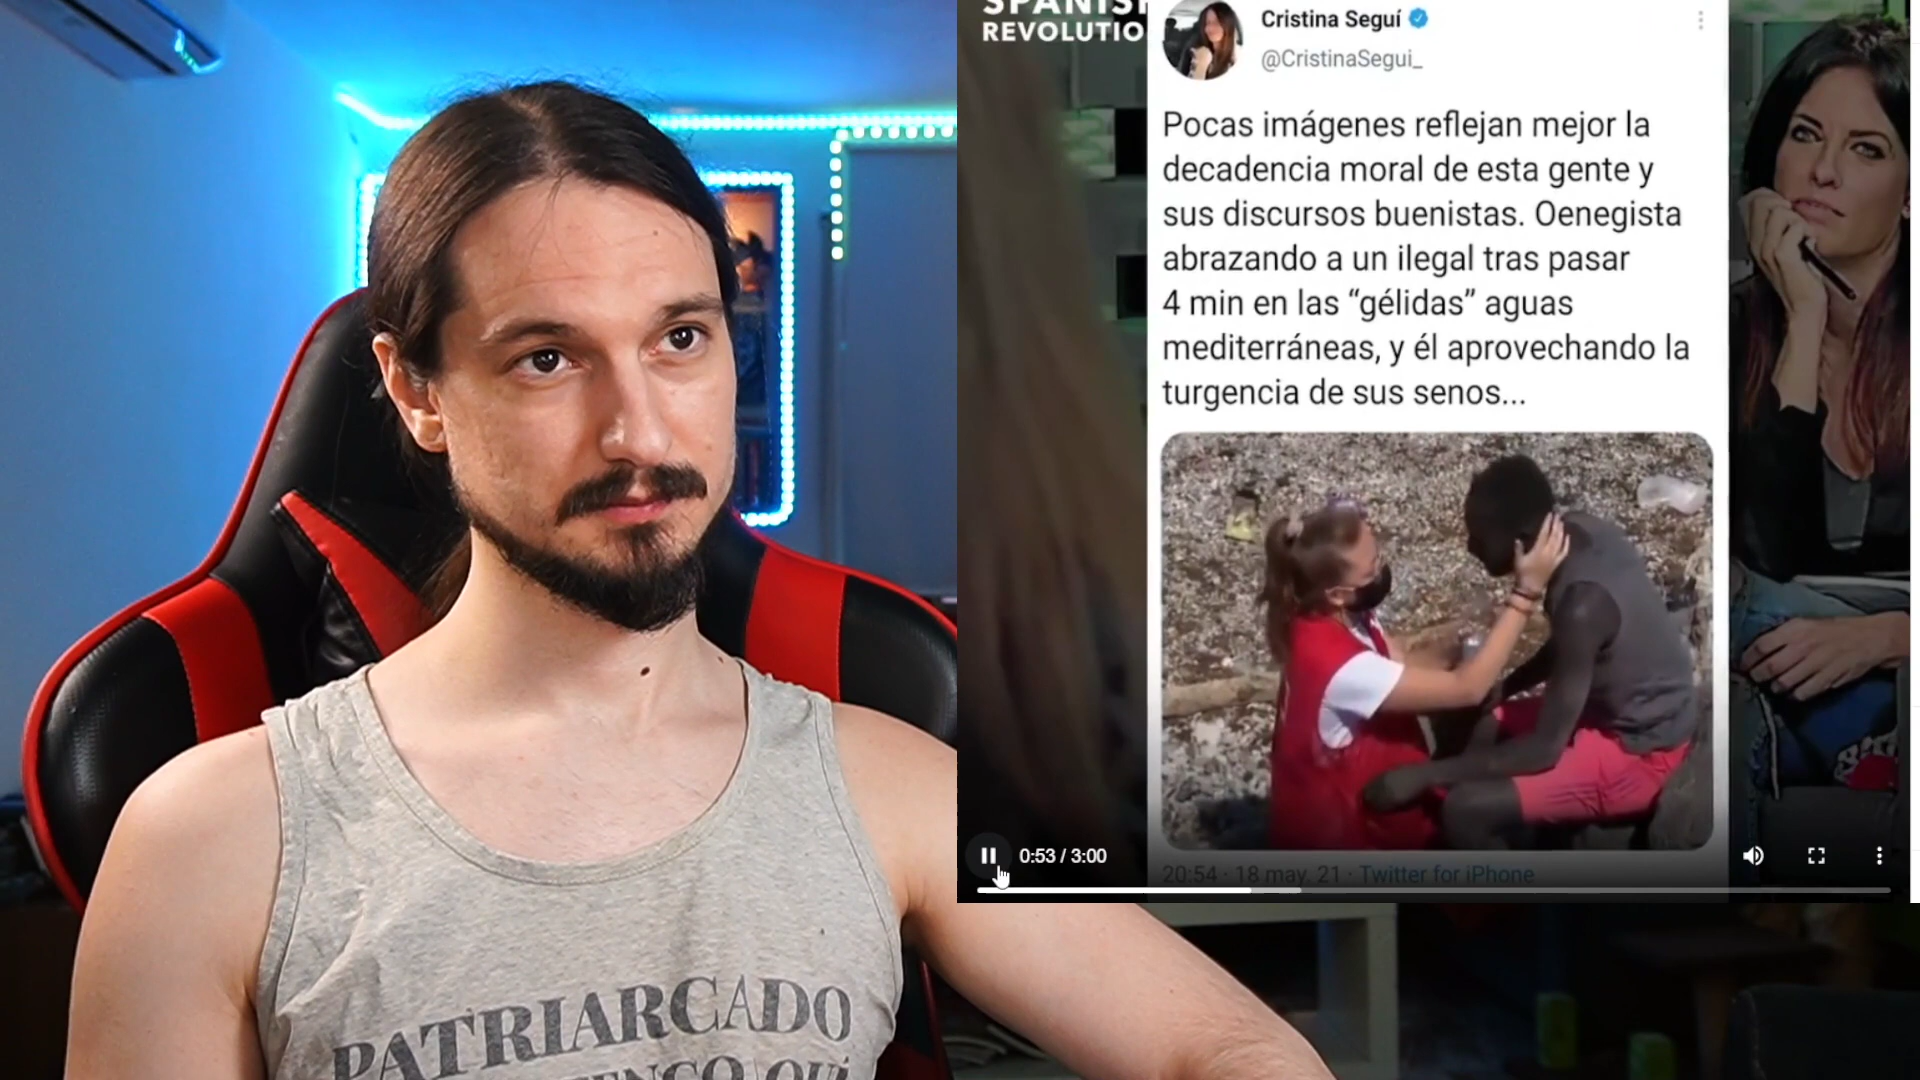 SPANISH
REVOLUTIO
Cristina Seguí
@CristinaSegui_
Pocas imágenes reflejan mejor la
decadencia moral de esta gente y
sus discursos buenistas. Oenegista
abrazando a un ilegal tras pasar
4 min en las “gélidas” aguas
mediterráneas, y él aprovechando la
turgencia de sus senos...
0:53 / 3:00
20:54 · 18 may. 21 · Twitter for iPhone
PATRIARCADO